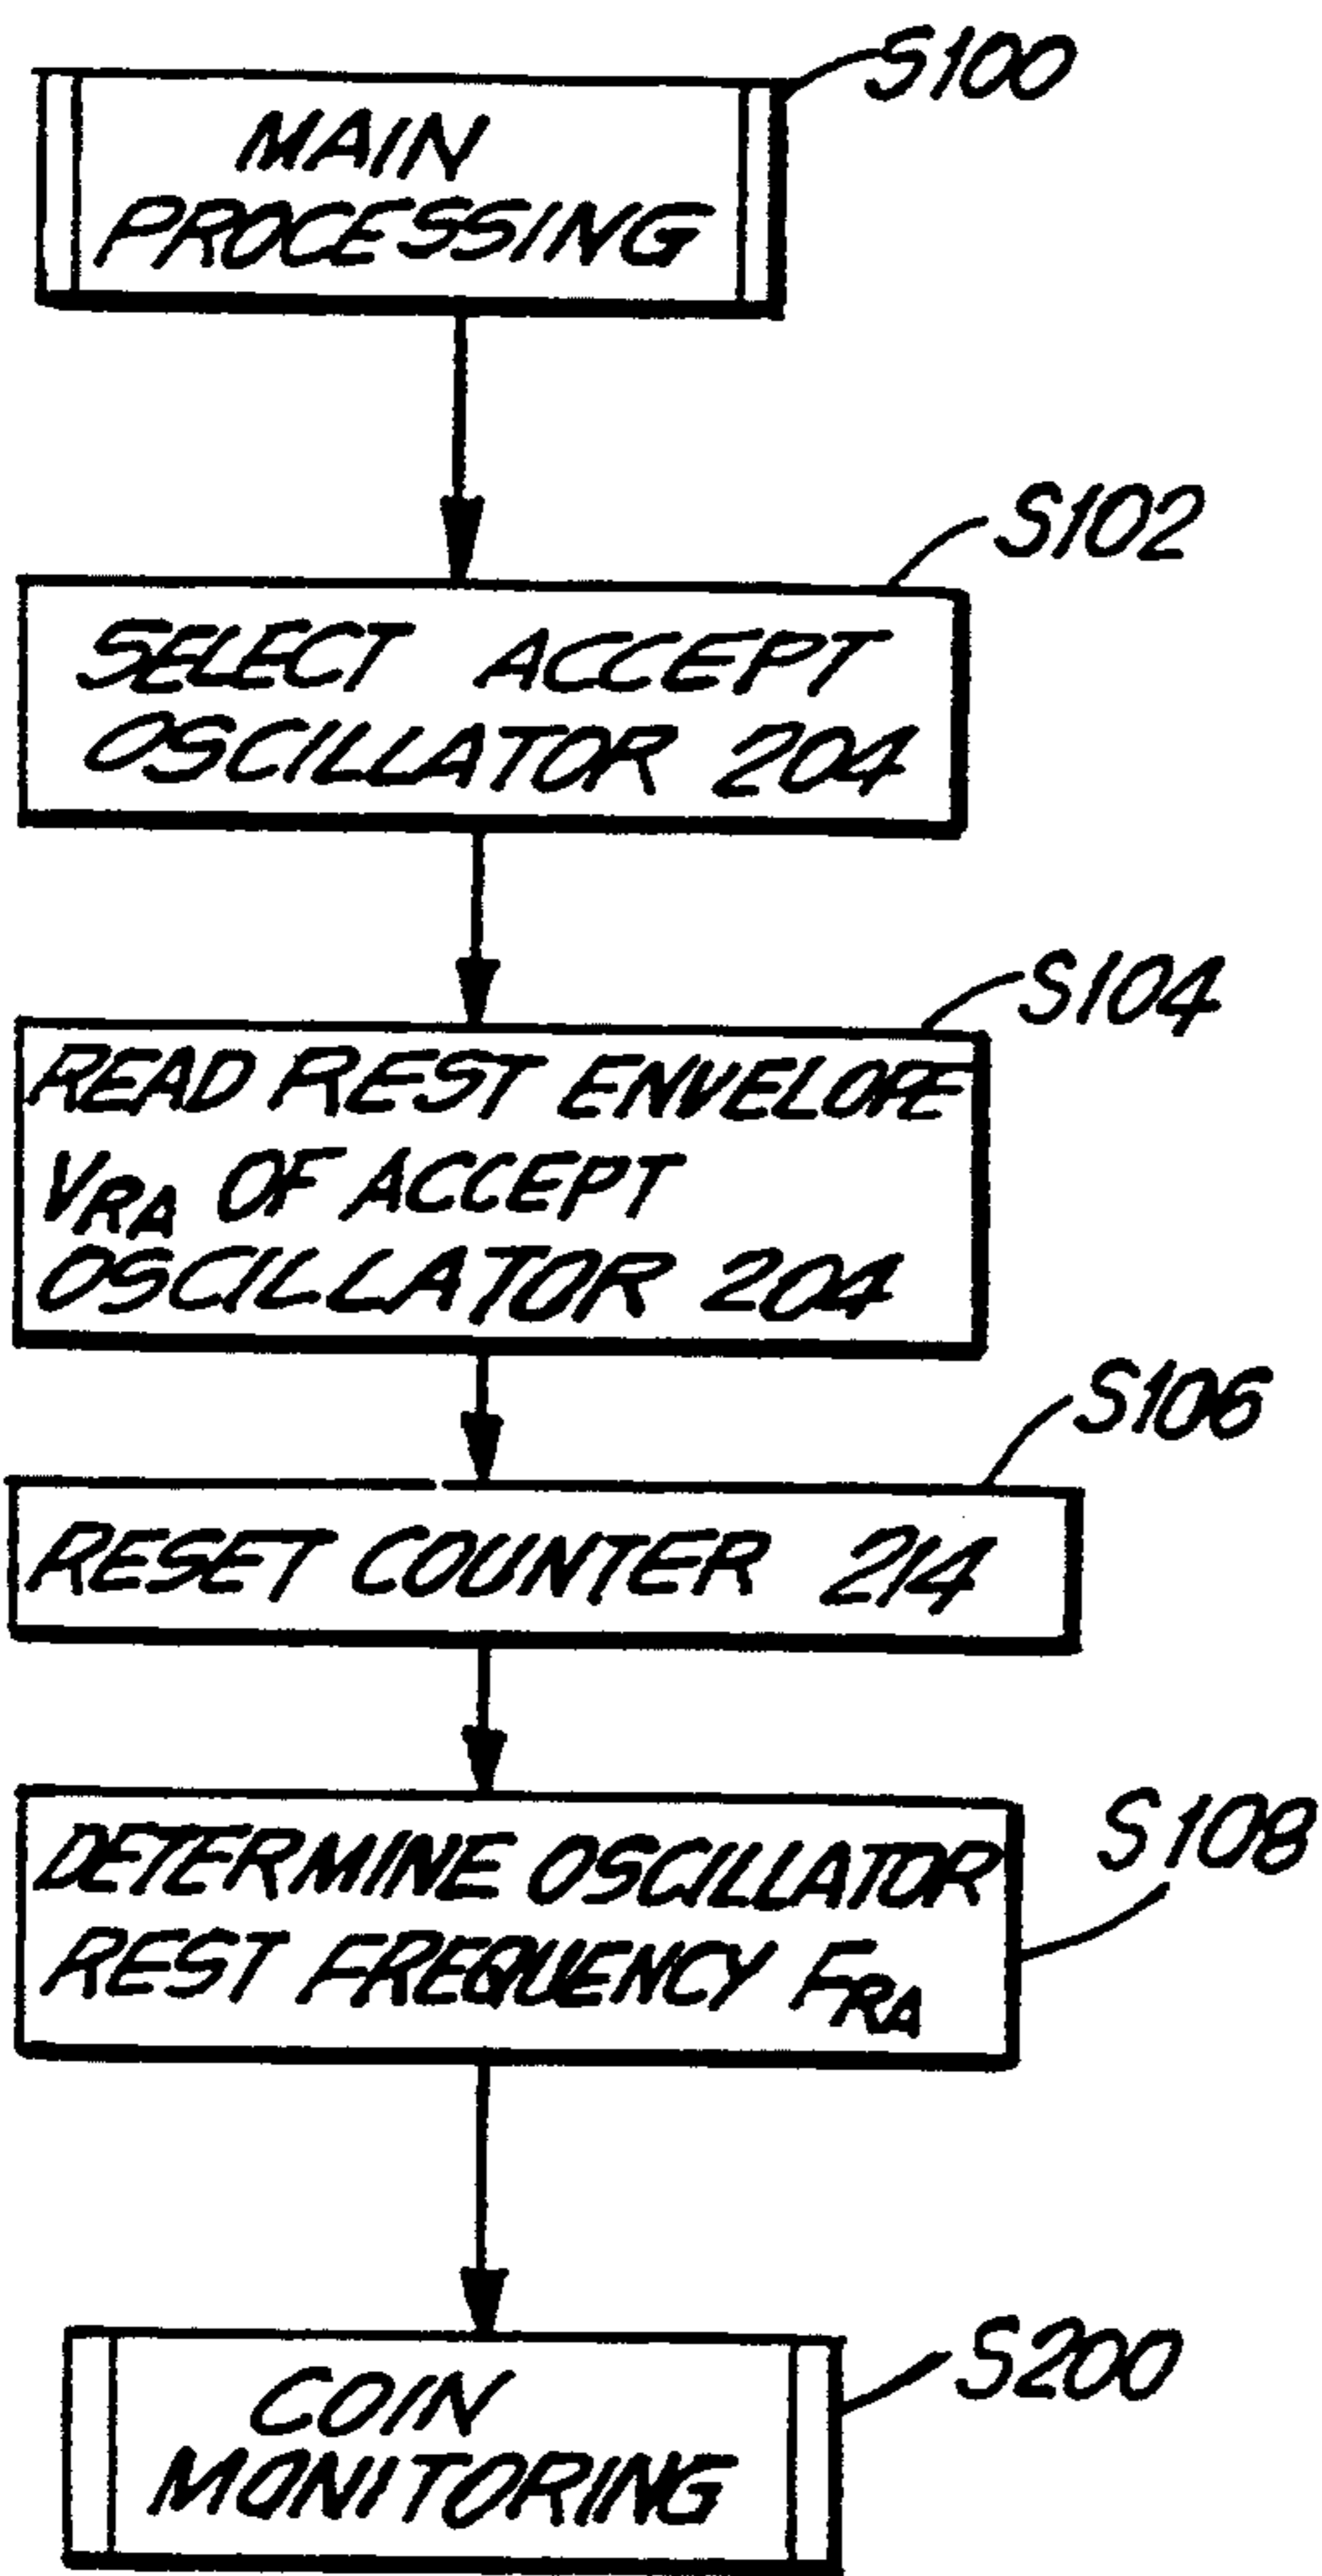 S100
MAIN
PROCESSING
S102
SELECT ACCEPT
OSCILLATOR 204
S104
READ REST ENVELOPE
VRA OF ACCEPT
OSCILLATOR 204
S106
RESET COUNTER 214
S108
DETERMINE OSCILLATOR
REST FREQUENCY FRA
S200
COIN
MONITORING